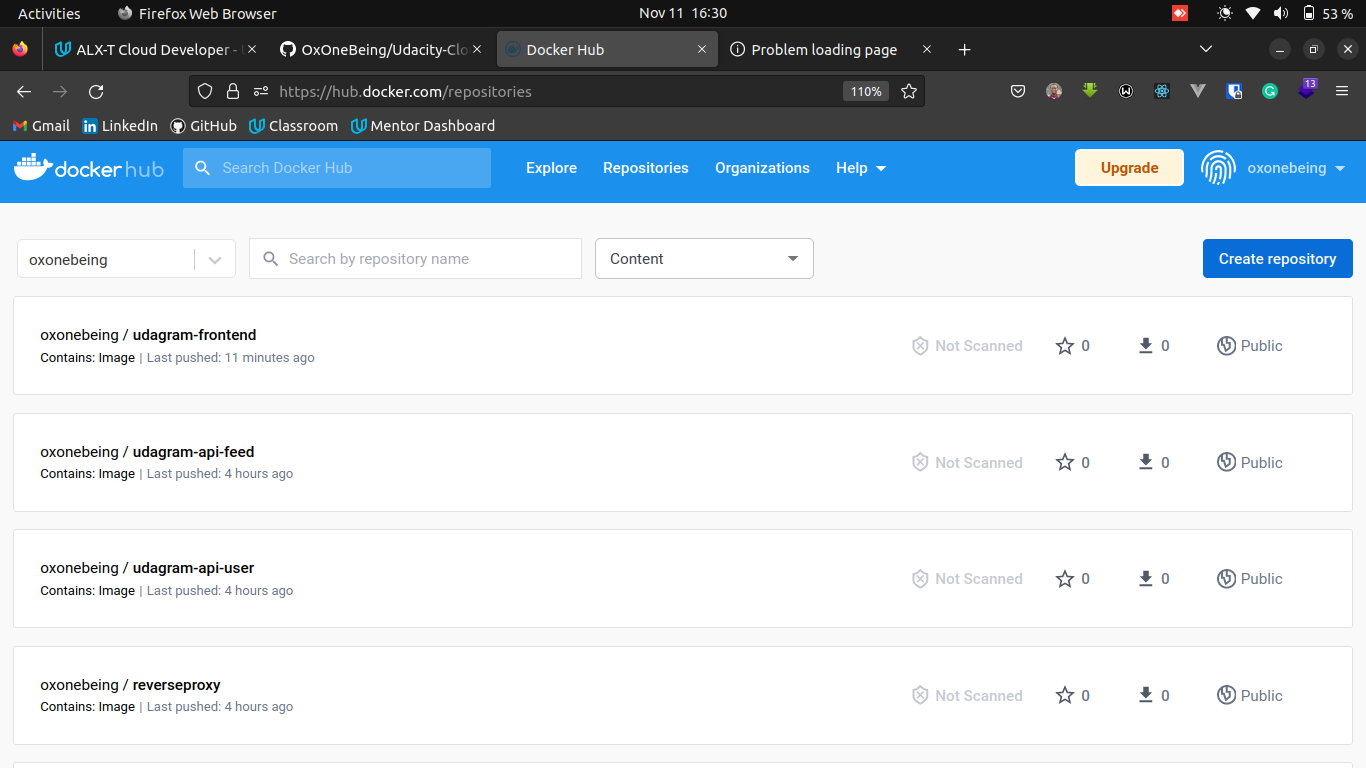 Activities Firefox Web Browser Nov 11 16:30 53 %
ALX-T Cloud Developer - OxOneBeing/Udacity-Clo Docker Hub Problem loading page
https://hub.docker.com/repositories 110% 13
Gmail LinkedIn GitHub Classroom Mentor Dashboard
docker hub Search Docker Hub Explore Repositories Organizations Help Upgrade oxonebeing
oxonebeing Search by repository name Content Create repository
oxonebeing / udagram-frontend
Contains: Image | Last pushed: 11 minutes ago
Not Scanned 0 0 Public
oxonebeing / udagram-api-feed
Contains: Image | Last pushed: 4 hours ago
Not Scanned 0 0 Public
oxonebeing / udagram-api-user
Contains: Image | Last pushed: 4 hours ago
Not Scanned 0 0 Public
oxonebeing / reverseproxy
Contains: Image | Last pushed: 4 hours ago
Not Scanned 0 0 Public